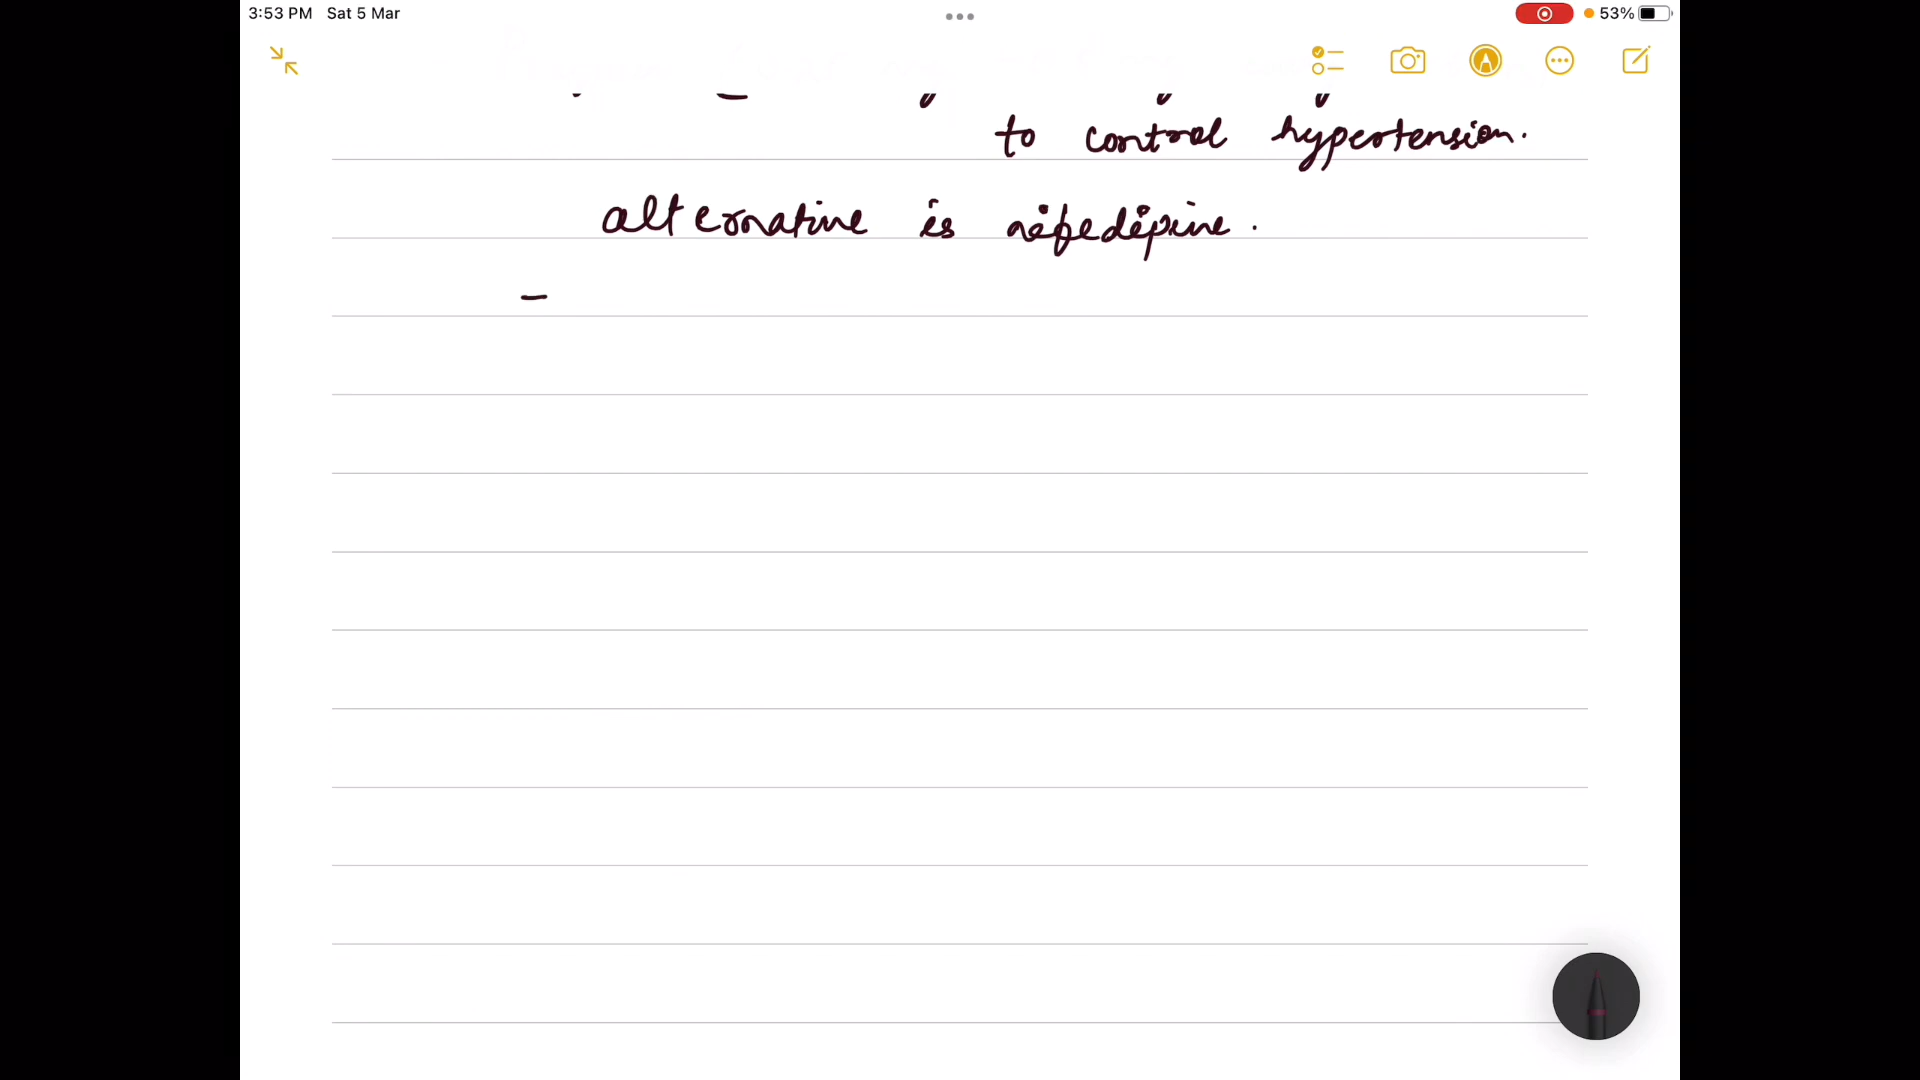 3:53 PM Sat 5 Mar
53%
to control hypertension.
alternative is nifedipine.
-